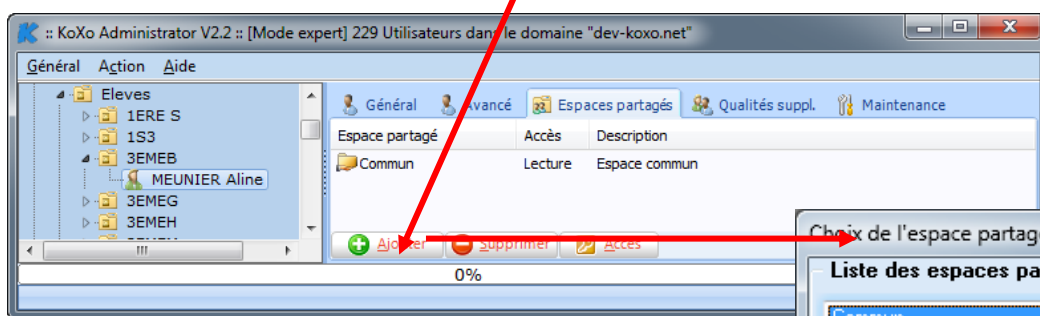 :: KoXo Administrator V2.2 :: [Mode expert] 229 Utilisateurs dans le domaine "dev-koxo.net"
Général Action Aide
Eleves
1ERE S
1S3
3EMEB
MEUNIER Aline
3EMEG
3EMEH
Général Avancé Espaces partagés Qualités suppl. Maintenance
Espace partagé Accès Description
Commun Lecture Espace commun
Ajouter Supprimer Accès
0%
Choix de l'espace partag
Liste des espaces pa
Commun